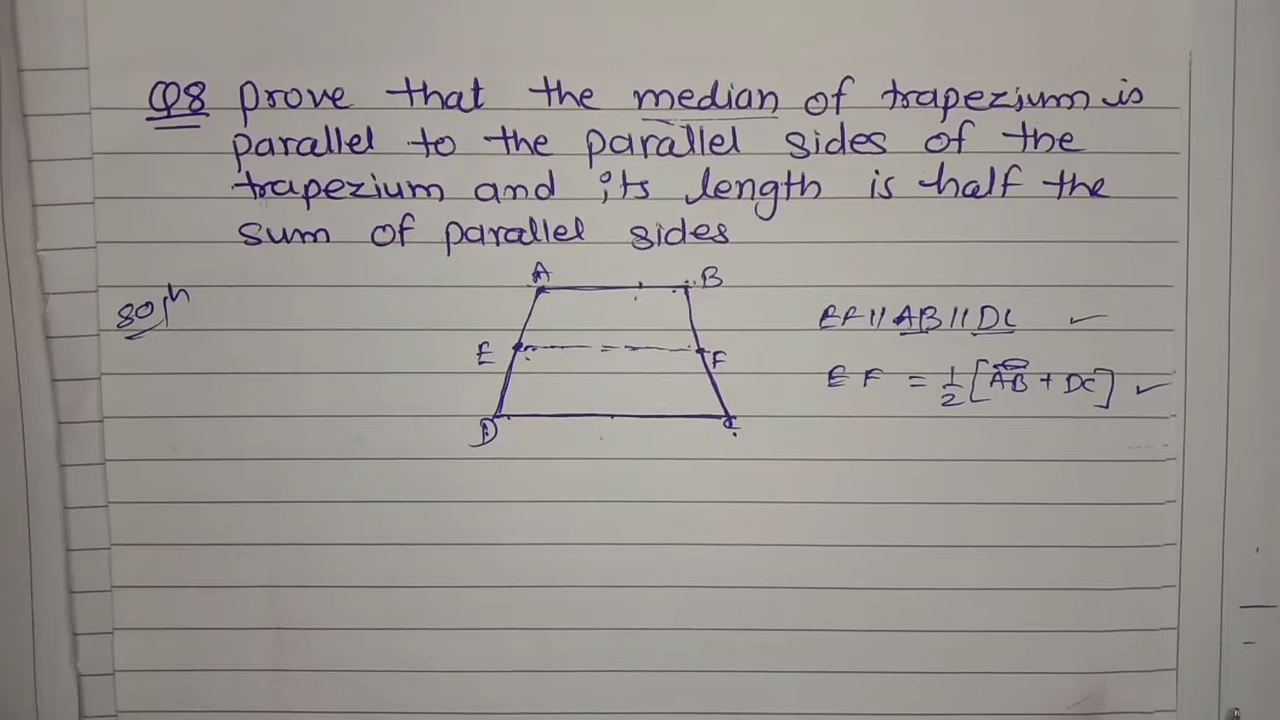 Q8 prove that the median of trapezium is
parallel to the parallel sides of the
trapezium and its length is half the
sum of parallel sides
Soln
A
B
E
F
D
C
EF // AB // DC ✓
EF = 1/2 [AB + DC] ✓